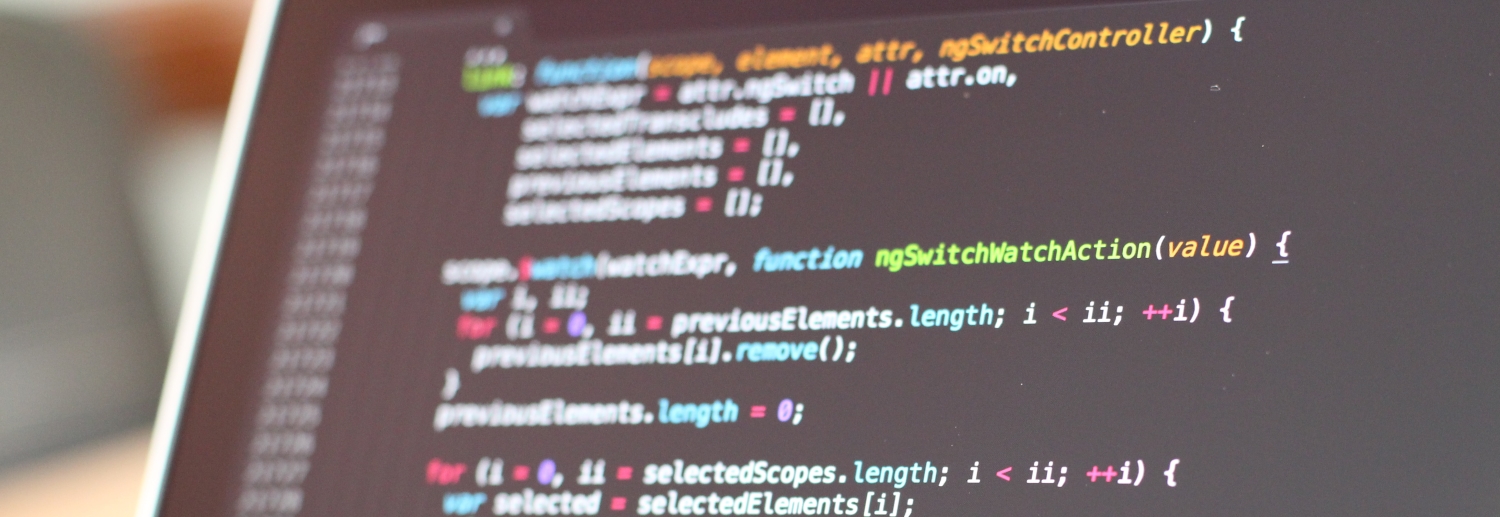 link: function(scope, element, attr, ngSwitchController) {
var watchExpr = attr.ngSwitch || attr.on,
selectedTranscludes = [],
selectedElements = [],
previousElements = [],
selectedScopes = [];
scope.$watch(watchExpr, function ngSwitchWatchAction(value) {
var i, ii;
for (i = 0, ii = previousElements.length; i < ii; ++i) {
previousElements[i].remove();
}
previousElements.length = 0;
for (i = 0, ii = selectedScopes.length; i < ii; ++i) {
var selected = selectedElements[i];